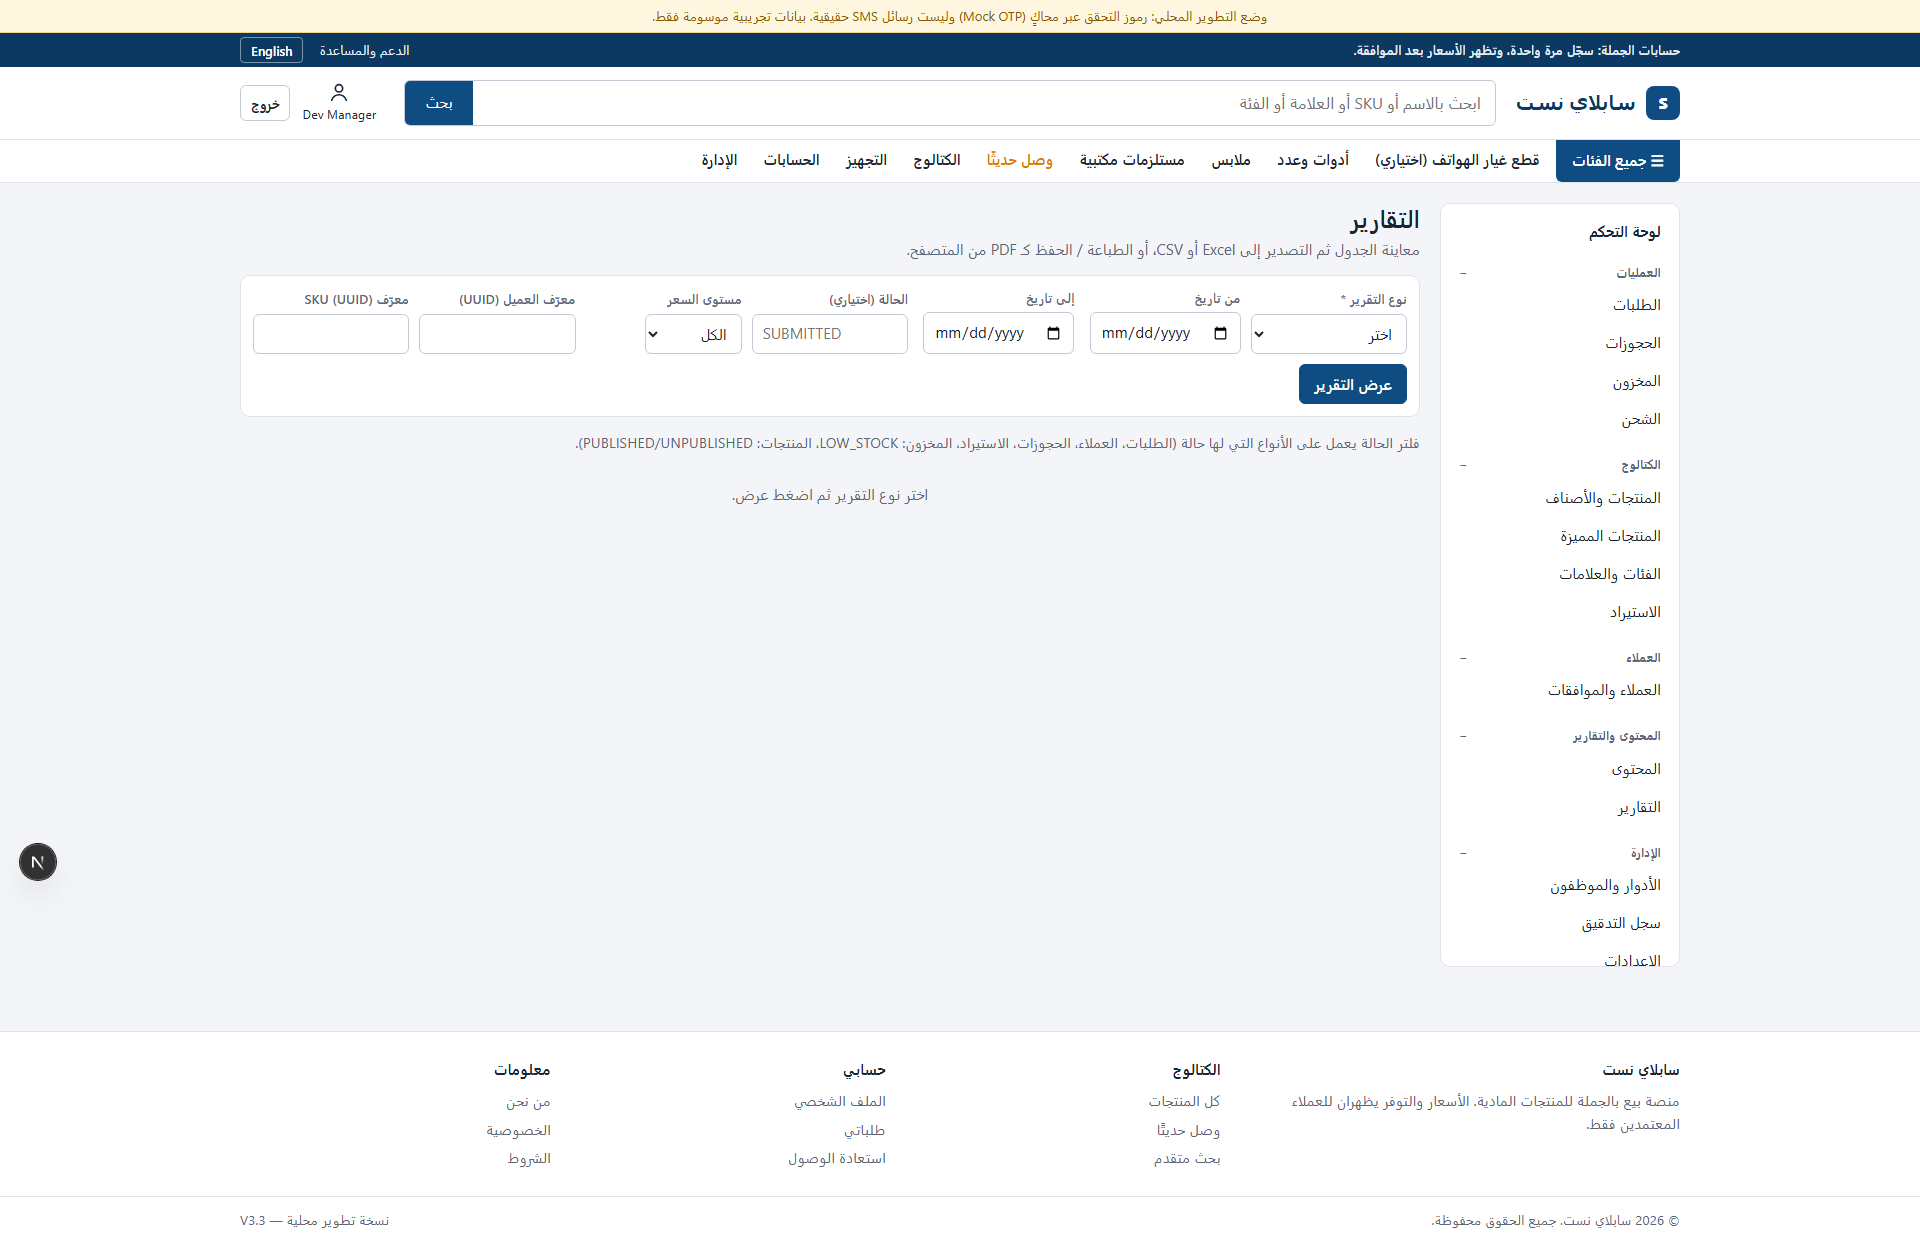 وضع التطوير المحلي: رموز التحقق عبر محاكٍ (Mock OTP) وليست رسائل SMS حقيقية. بيانات تجريبية موسومة فقط.
حسابات الجملة: سجّل مرة واحدة، وتظهر الأسعار بعد الموافقة.
الدعم والمساعدة
English
S
سابلاي نست
ابحث بالاسم أو SKU أو العلامة أو الفئة
بحث
Dev Manager
خروج
☰ جميع الفئات
قطع غيار الهواتف (اختياري)
أدوات وعدد
ملابس
مستلزمات مكتبية
وصل حديثًا
الكتالوج
التجهيز
الحسابات
الإدارة
لوحة التحكم
العمليات –
الطلبات
الحجوزات
المخزون
الشحن
الكتالوج –
المنتجات والأصناف
المنتجات المميزة
الفئات والعلامات
الاستيراد
العملاء –
العملاء والموافقات
المحتوى والتقارير –
المحتوى
التقارير
الإدارة –
الأدوار والموظفون
سجل التدقيق
الإعدادات
التقارير
معاينة الجدول ثم التصدير إلى Excel أو CSV، أو الطباعة / الحفظ كـ PDF من المتصفح.
نوع التقرير *
اختر
من تاريخ
mm/dd/yyyy
إلى تاريخ
mm/dd/yyyy
الحالة (اختياري)
SUBMITTED
مستوى السعر
الكل
معرّف العميل (UUID)
معرّف SKU (UUID)
عرض التقرير
فلتر الحالة يعمل على الأنواع التي لها حالة (الطلبات، العملاء، الحجوزات، الاستيراد، المخزون: LOW_STOCK، المنتجات: PUBLISHED/UNPUBLISHED).
اختر نوع التقرير ثم اضغط عرض.
N
سابلاي نست
منصة بيع بالجملة للمنتجات المادية. الأسعار والتوفر يظهران للعملاء
المعتمدين فقط.
الكتالوج
كل المنتجات
وصل حديثًا
بحث متقدم
حسابي
الملف الشخصي
طلباتي
استعادة الوصول
معلومات
من نحن
الخصوصية
الشروط
© 2026 سابلاي نست. جميع الحقوق محفوظة.
نسخة تطوير محلية — V3.3